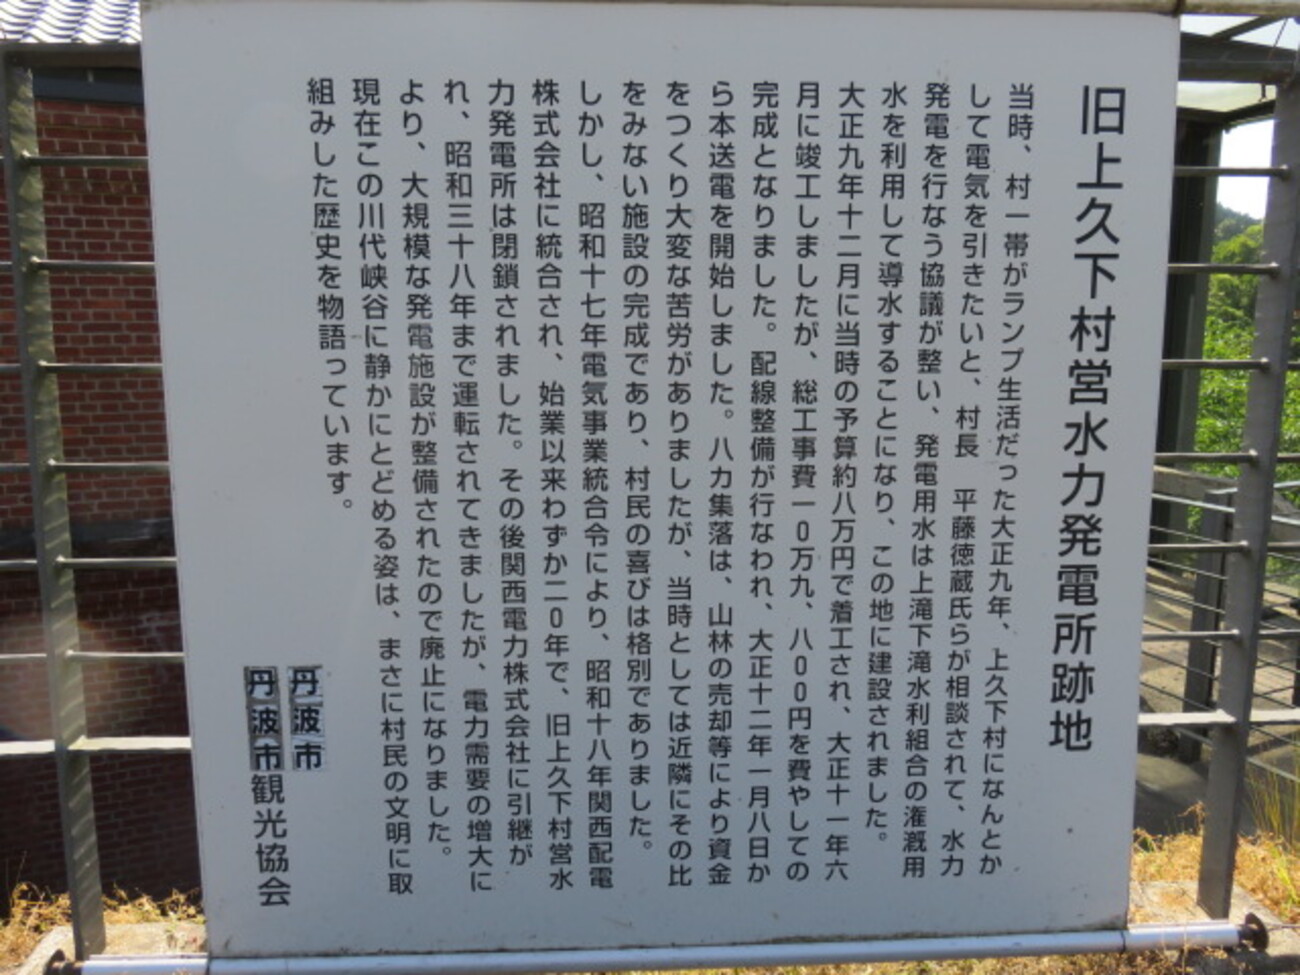 旧上久下村営水力発電所跡地
当時、村一帯がランプ生活だった大正九年、上久下村になんとか
して電気を引きたいと、村長 平藤徳蔵氏らが相談されて、水力
発電を行なう協議が整い、発電用水は上滝下滝水利組合の潅漑用
水を利用して導水することになり、この地に建設されました。
大正九年十二月に当時の予算約八万円で着工され、大正十一年六
月に竣工しましたが、総工事費一0万九、八00円を費やしての
完成となりました。配線整備が行なわれ、大正十二年一月八日か
ら本送電を開始しました。八カ集落は、山林の売却等により資金
をつくり大変な苦労がありましたが、当時としては近隣にその比
をみない施設の完成であり、村民の喜びは格別でありました。
しかし、昭和十七年電気事業統合令により、昭和十八年関西配電
株式会社に統合され、始業以来わずか二0年で、旧上久下村営水
力発電所は閉鎖されました。その後関西電力株式会社に引継が
れ、昭和三十八年まで運転されてきましたが、電力需要の増大に
より、大規模な発電施設が整備されたので廃止になりました。
現在この川代峡谷に静かにとどめる姿は、まさに村民の文明に取
組みした歴史を物語っています。
丹波市
丹波市観光協会